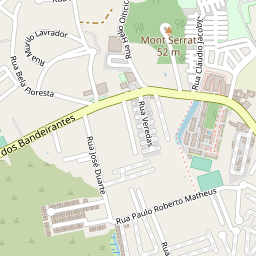 Mont Serrat
52 m
Rua Cláudio Jacoby
Rua Murilo Lavrador
Rua Bela Floresta
dos Bandeirantes
Rua José Duarte
Rua Veredas
Rua Paulo Roberto Matheus